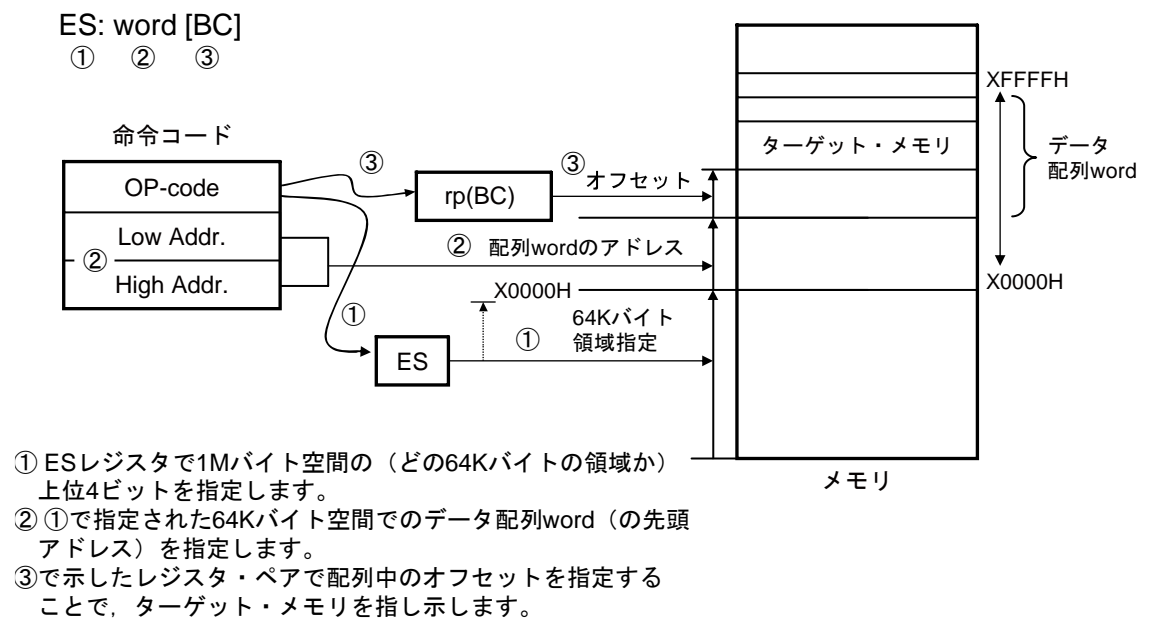 ES: word [BC]
① ② ③
命令コード
OP-code
Low Addr.
②
High Addr.
③
rp(BC)
③
オフセット
② 配列wordのアドレス
X0000H
①
① 64Kバイト
領域指定
ES
XFFFFH
ターゲット・メモリ
データ
配列word
X0000H
メモリ
① ESレジスタで1Mバイト空間の（どの64Kバイトの領域か）
上位4ビットを指定します。
② ①で指定された64Kバイト空間でのデータ配列word（の先頭
アドレス）を指定します。
③で示したレジスタ・ペアで配列中のオフセットを指定する
ことで，ターゲット・メモリを指し示します。